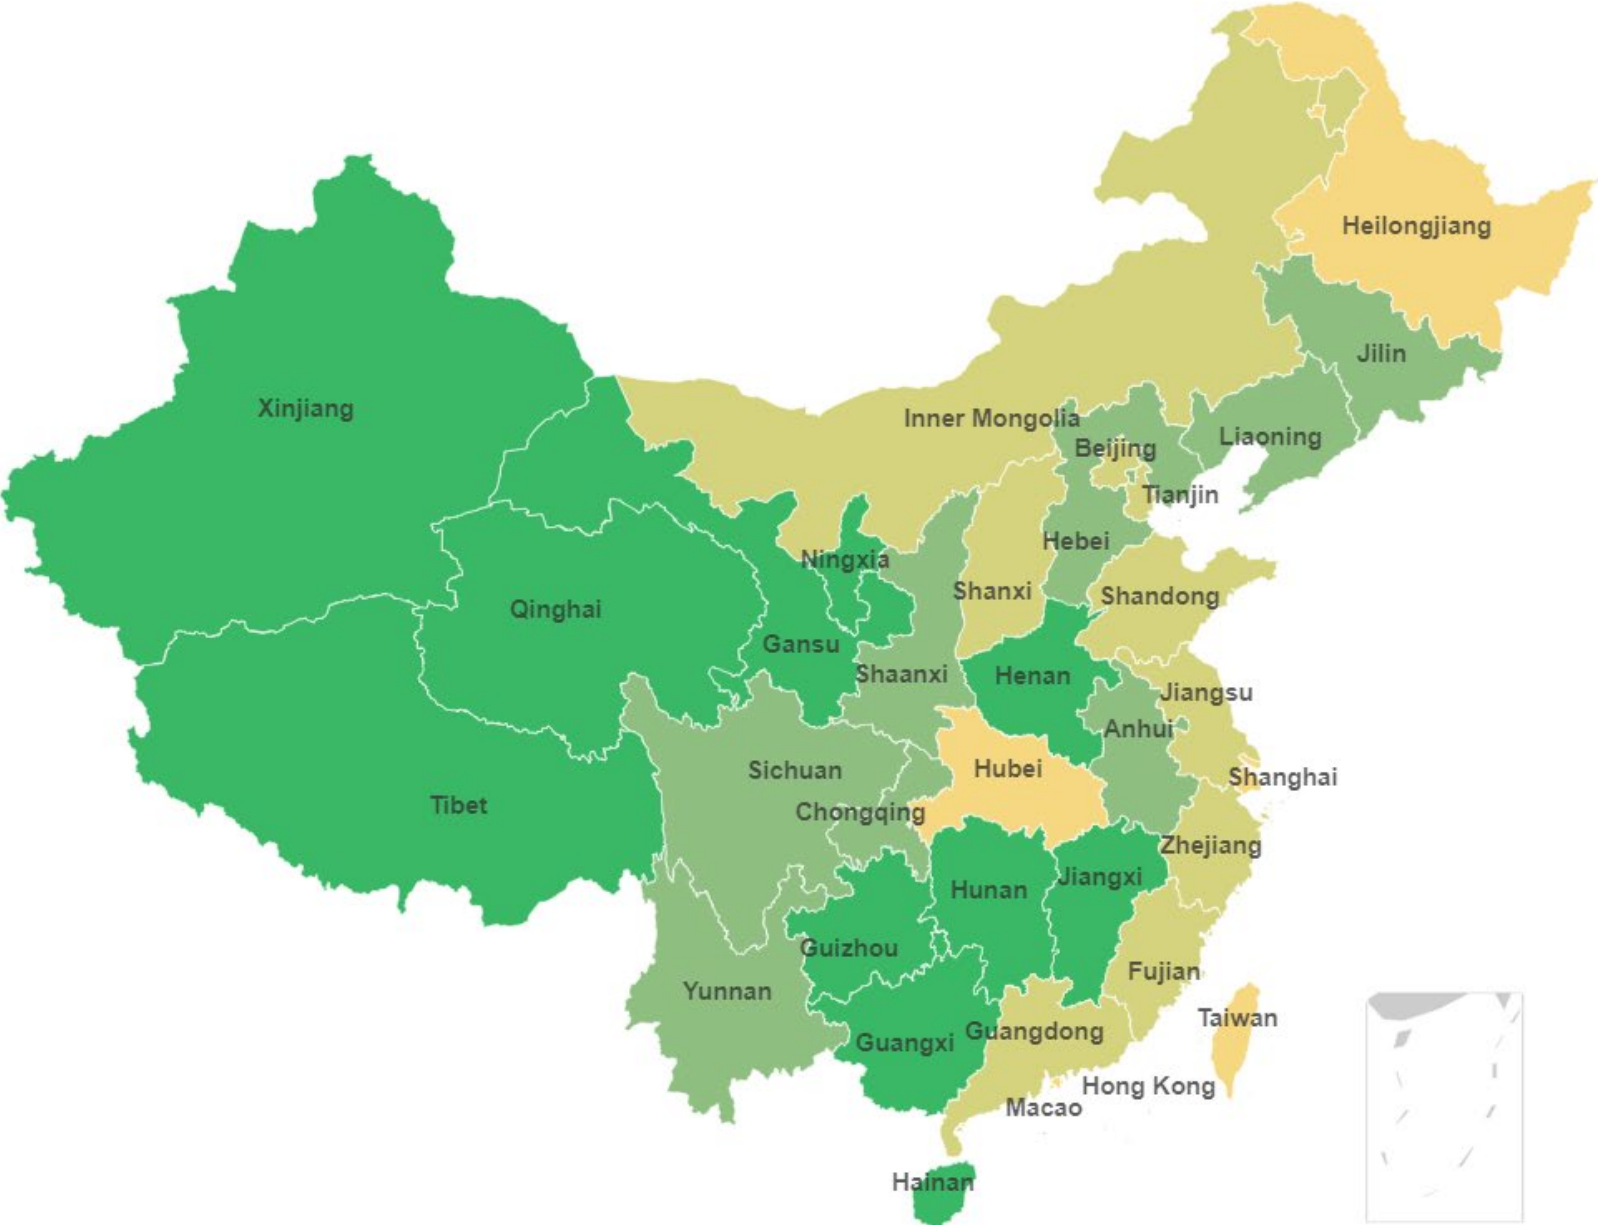 Heilongjiang
Jilin
Xinjiang
Inner Mongolia
Liaoning
Beijing
Tianjin
Hebei
Ningxia
Shanxi
Shandong
Qinghai
Gansu
Shaanxi
Henan
Jiangsu
Anhui
Sichuan
Hubei
Shanghai
Tibet
Chongqing
Zhejiang
Hunan
Jiangxi
Guizhou
Fujian
Yunnan
Taiwan
Guangxi
Guangdong
Hong Kong
Macao
Hainan